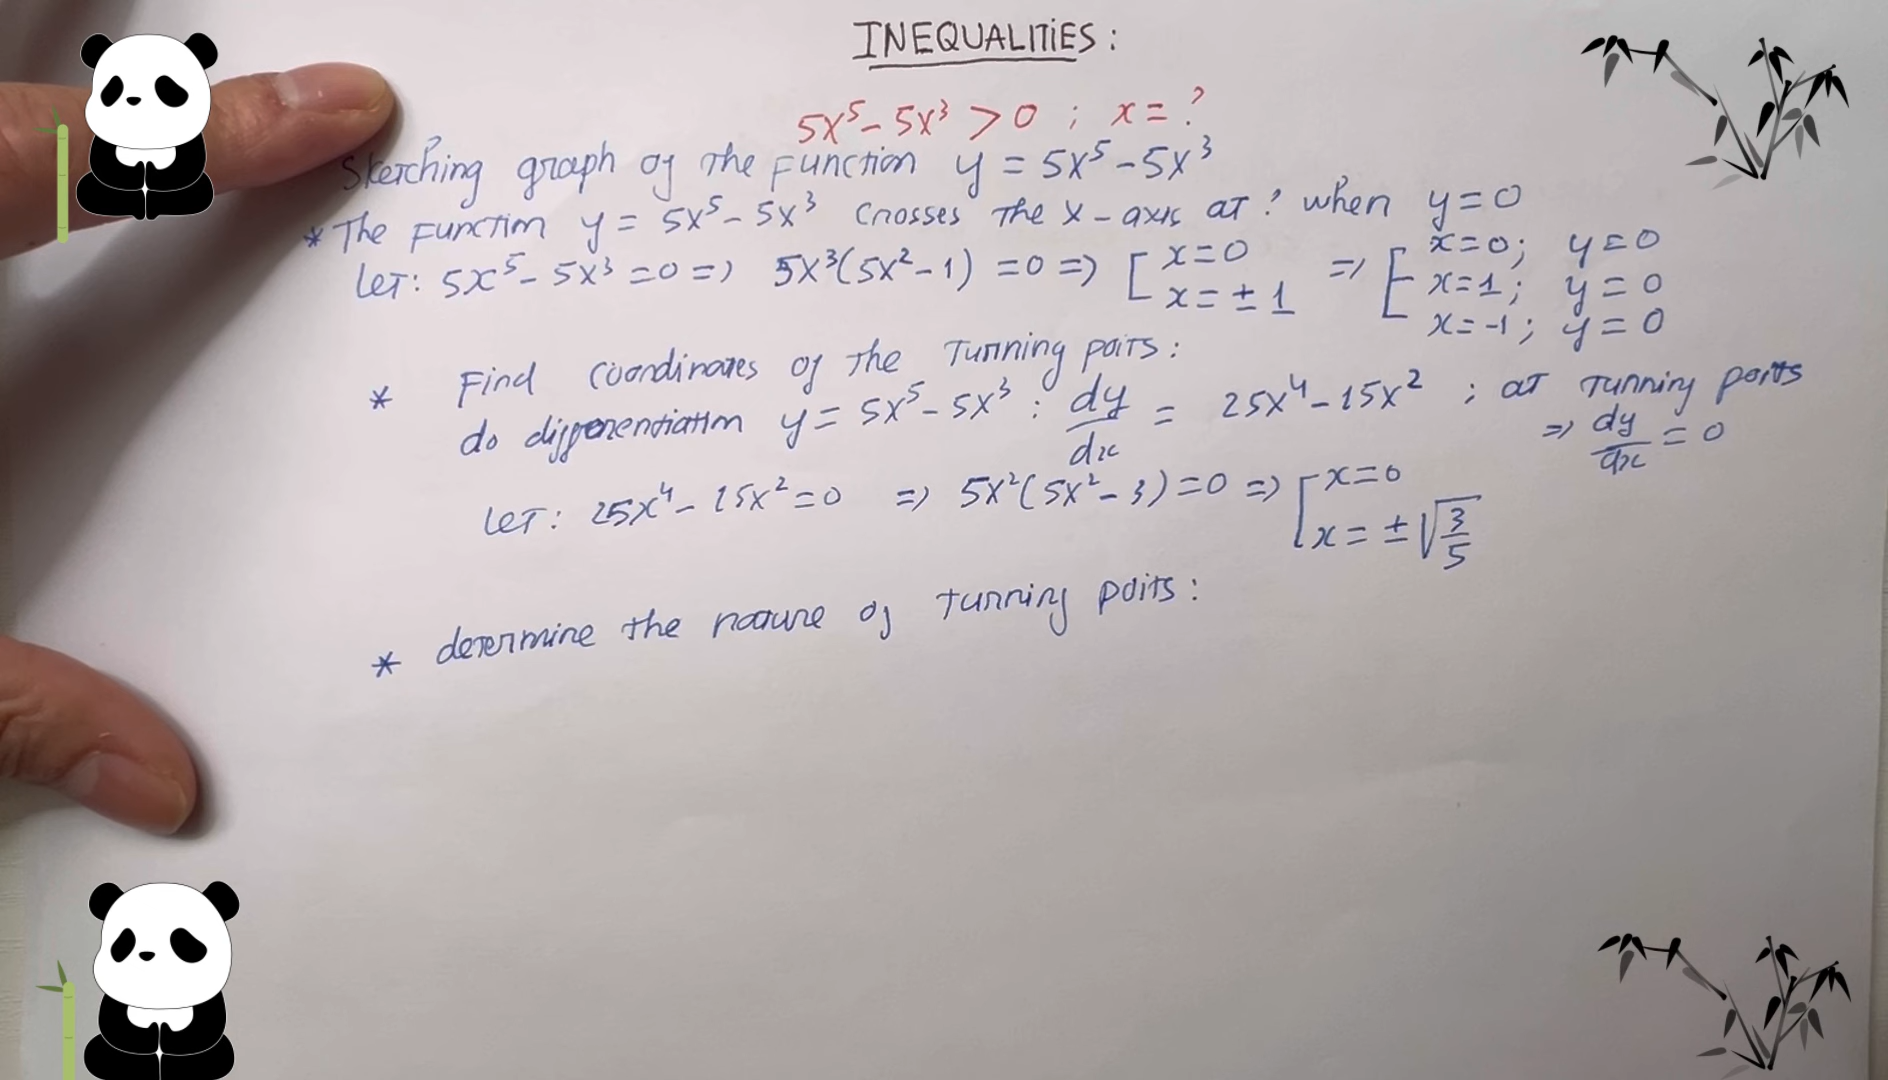 INEQUALITIES:
5x⁵ - 5x³ > 0 ; x = ?
Sketching graph of the function y = 5x⁵ - 5x³
* The function y = 5x⁵ - 5x³ crosses the x-axis at? when y = 0
Let: 5x⁵ - 5x³ = 0 => 5x³(5x² - 1) = 0 => [ x = 0 x = ± 1 => [ x = 0; y = 0 x = 1; y = 0 x = -1; y = 0
* Find coordinates of the turning poits:
do differentiation y = 5x⁵ - 5x³ : dy/dx = 25x⁴ - 15x² ; at turning poits => dy/dx = 0
Let: 25x⁴ - 15x² = 0 => 5x²(5x² - 3) = 0 => [ x = 0 x = ± √(3/5)
* determine the nature of turning poits: